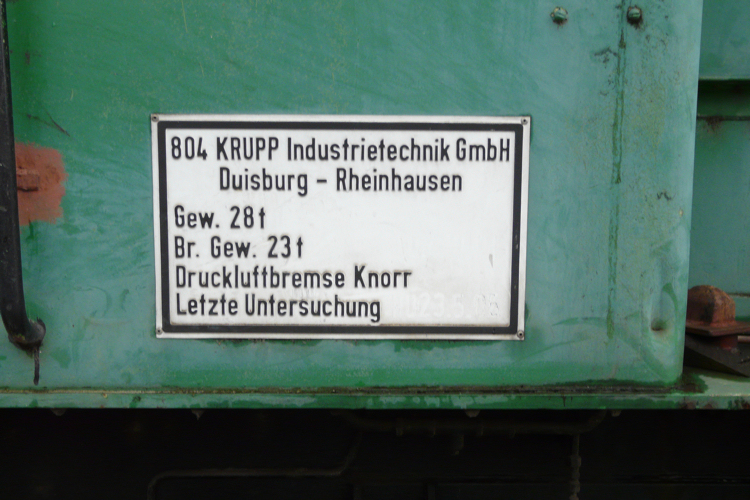 804 KRUPP Industrietechnik GmbH
Duisburg - Rheinhausen
Gew. 28t
Br. Gew. 23t
Druckluftbremse Knorr
Letzte Untersuchung